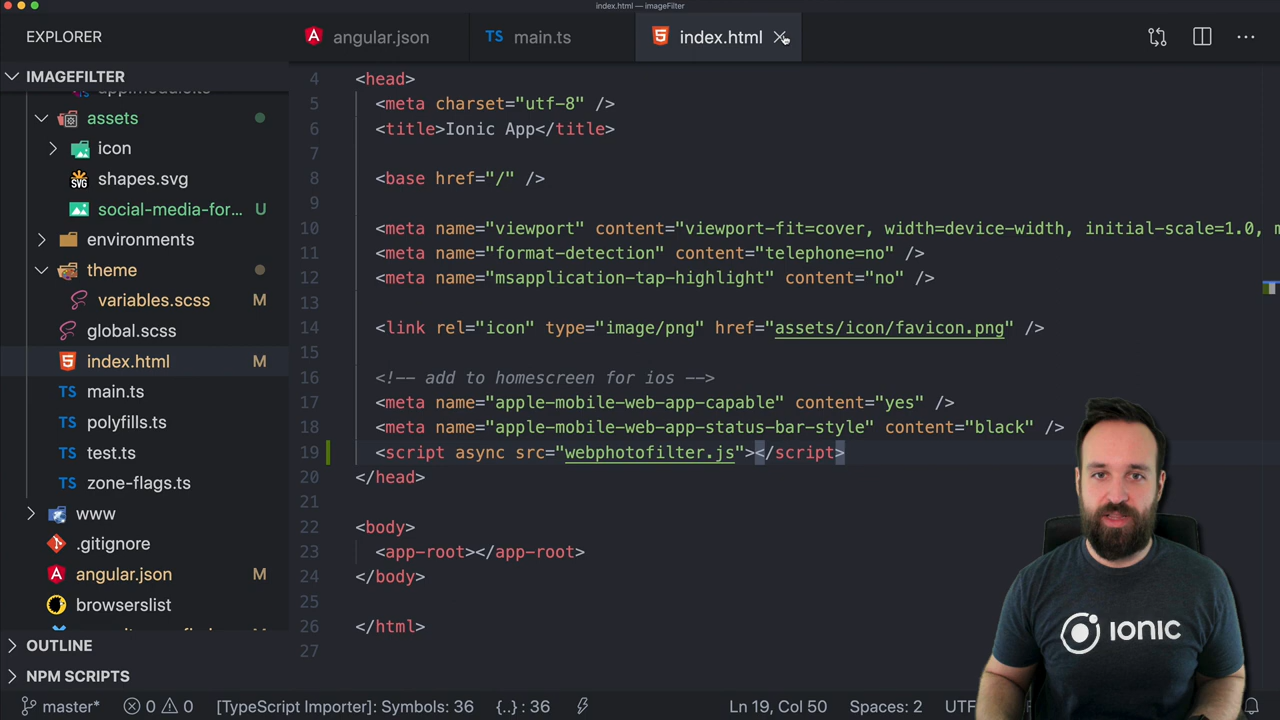 index.html — imageFilter
EXPLORER
angular.json
TS main.ts
index.html
IMAGEFILTER
assets
icon
SVG shapes.svg
social-media-for... U
environments
theme
variables.scss M
global.scss
index.html M
TS main.ts
TS polyfills.ts
TS test.ts
TS zone-flags.ts
www
.gitignore
angular.json M
browserslist
OUTLINE
NPM SCRIPTS
4 <head>
5 <meta charset="utf-8" />
6 <title>Ionic App</title>
7
8 <base href="/" />
9
10 <meta name="viewport" content="viewport-fit=cover, width=device-width, initial-scale=1.0, m
11 <meta name="format-detection" content="telephone=no" />
12 <meta name="msapplication-tap-highlight" content="no" />
13
14 <link rel="icon" type="image/png" href="assets/icon/favicon.png" />
15
16 <!-- add to homescreen for ios -->
17 <meta name="apple-mobile-web-app-capable" content="yes" />
18 <meta name="apple-mobile-web-app-status-bar-style" content="black" />
19 <script async src="webphotofilter.js"></script>
20 </head>
21
22 <body>
23 <app-root></app-root>
24 </body>
25
26 </html>
27
IONIC
master* 0 0 [TypeScript Importer]: Symbols: 36 {..} : 36 Ln 19, Col 50 Spaces: 2 UTF